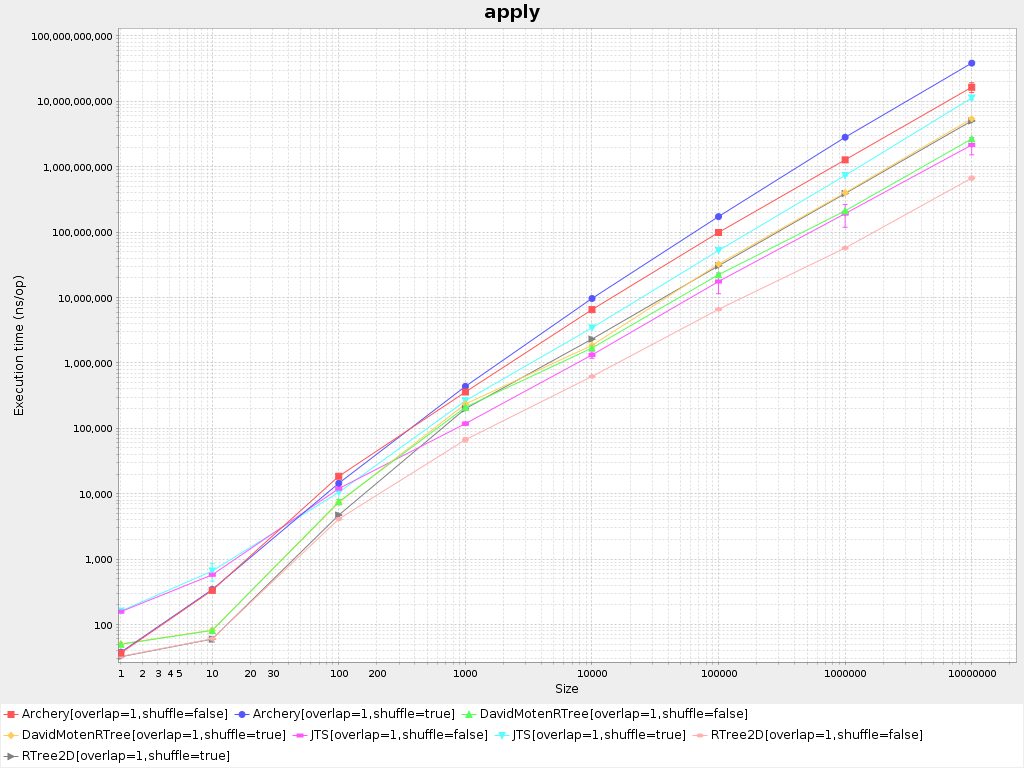 apply
100,000,000,000
10,000,000,000
1,000,000,000
100,000,000
10,000,000
1,000,000
100,000
10,000
1,000
100
Execution time (ns/op)
1 2 3 4 5 10 20 30 100 200 1000 10000 100000 1000000 10000000
Size
Archery[overlap=1,shuffle=false] Archery[overlap=1,shuffle=true] DavidMotenRTree[overlap=1,shuffle=false]
DavidMotenRTree[overlap=1,shuffle=true] JTS[overlap=1,shuffle=false] JTS[overlap=1,shuffle=true] RTree2D[overlap=1,shuffle=false]
RTree2D[overlap=1,shuffle=true]